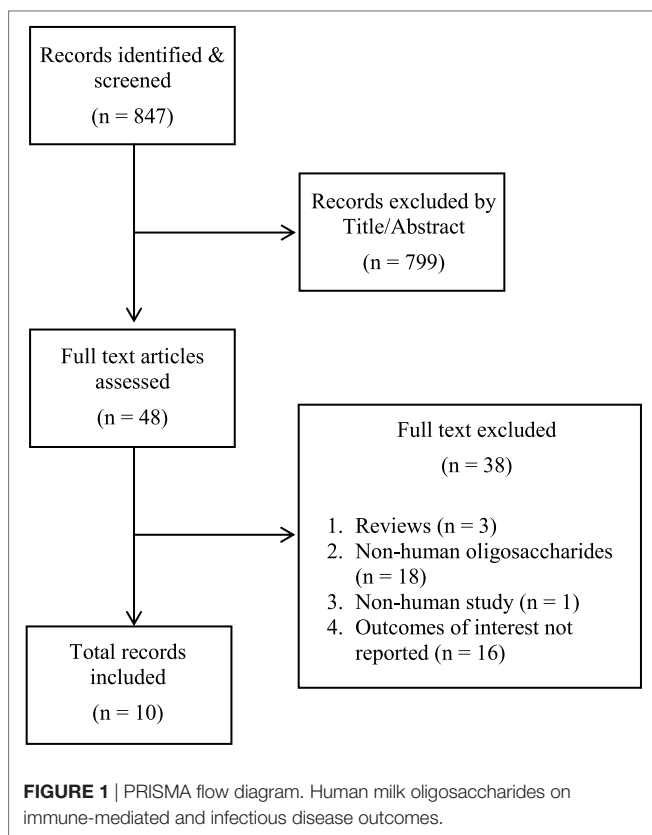 Records identified &
screened
(n = 847)
Records excluded by
Title/Abstract
(n = 799)
Full text articles
assessed
(n = 48)
Full text excluded
(n = 38)
1. Reviews (n = 3)
2. Non-human oligosaccharides
(n = 18)
3. Non-human study (n = 1)
4. Outcomes of interest not
reported (n = 16)
Total records
included
(n = 10)
FIGURE 1 | PRISMA flow diagram. Human milk oligosaccharides on
immune-mediated and infectious disease outcomes.